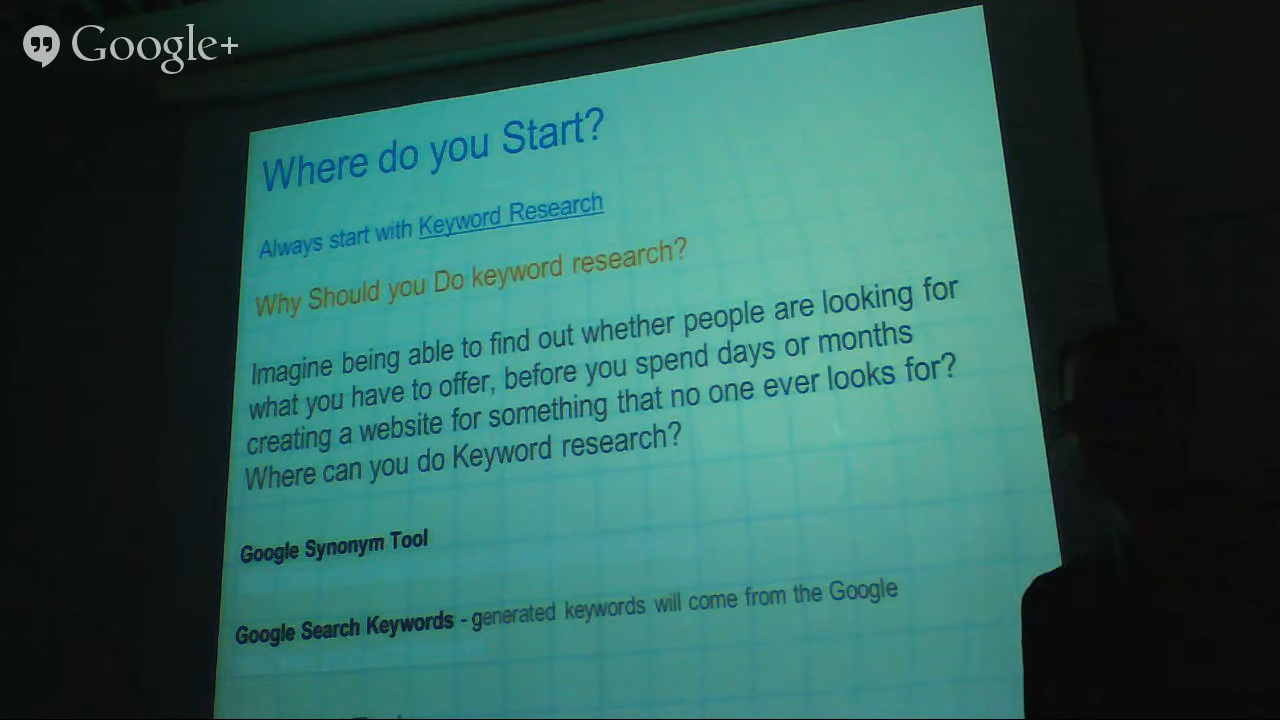 Google+
Where do you Start?
Always start with Keyword Research
Why Should you Do keyword research?
Imagine being able to find out whether people are looking for
what you have to offer, before you spend days or months
creating a website for something that no one ever looks for?
Where can you do Keyword research?
Google Synonym Tool
Google Search Keywords - generated keywords will come from the Google